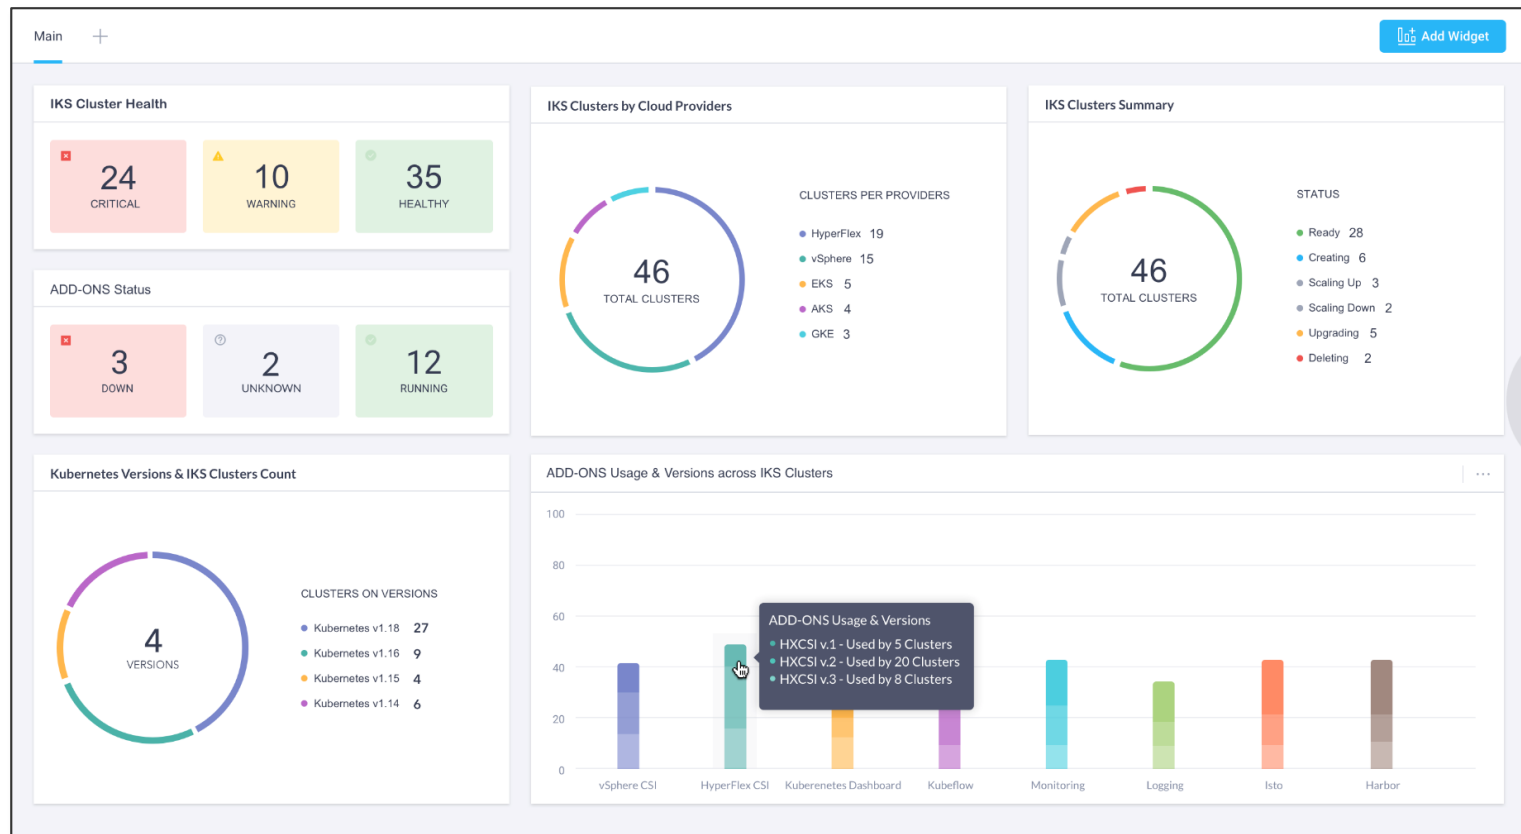 Main
Add Widget
IKS Cluster Health
24
CRITICAL
10
WARNING
35
HEALTHY
ADD-ONS Status
3
DOWN
2
UNKNOWN
12
RUNNING
IKS Clusters by Cloud Providers
46
TOTAL CLUSTERS
CLUSTERS PER PROVIDERS
HyperFlex 19
vSphere 15
EKS 5
AKS 4
GKE 3
IKS Clusters Summary
46
TOTAL CLUSTERS
STATUS
Ready 28
Creating 6
Scaling Up 3
Scaling Down 2
Upgrading 5
Deleting 2
Kubernetes Versions & IKS Clusters Count
4
VERSIONS
CLUSTERS ON VERSIONS
Kubernetes v1.18 27
Kubernetes v1.16 9
Kubernetes v1.15 4
Kubernetes v1.14 6
ADD-ONS Usage & Versions across IKS Clusters
100
80
60
40
20
0
ADD-ONS Usage & Versions
HXCSI v.1 - Used by 5 Clusters
HXCSI v.2 - Used by 20 Clusters
HXCSI v.3 - Used by 8 Clusters
vSphere CSI
HyperFlex CSI
Kuberenetes Dashboard
Kubeflow
Monitoring
Logging
Isto
Harbor